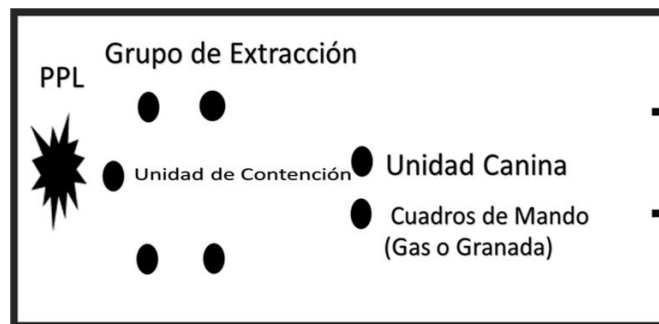 Grupo de Extracción
PPL
Unidad de Contención
Unidad Canina
Cuadros de Mando
(Gas o Granada)